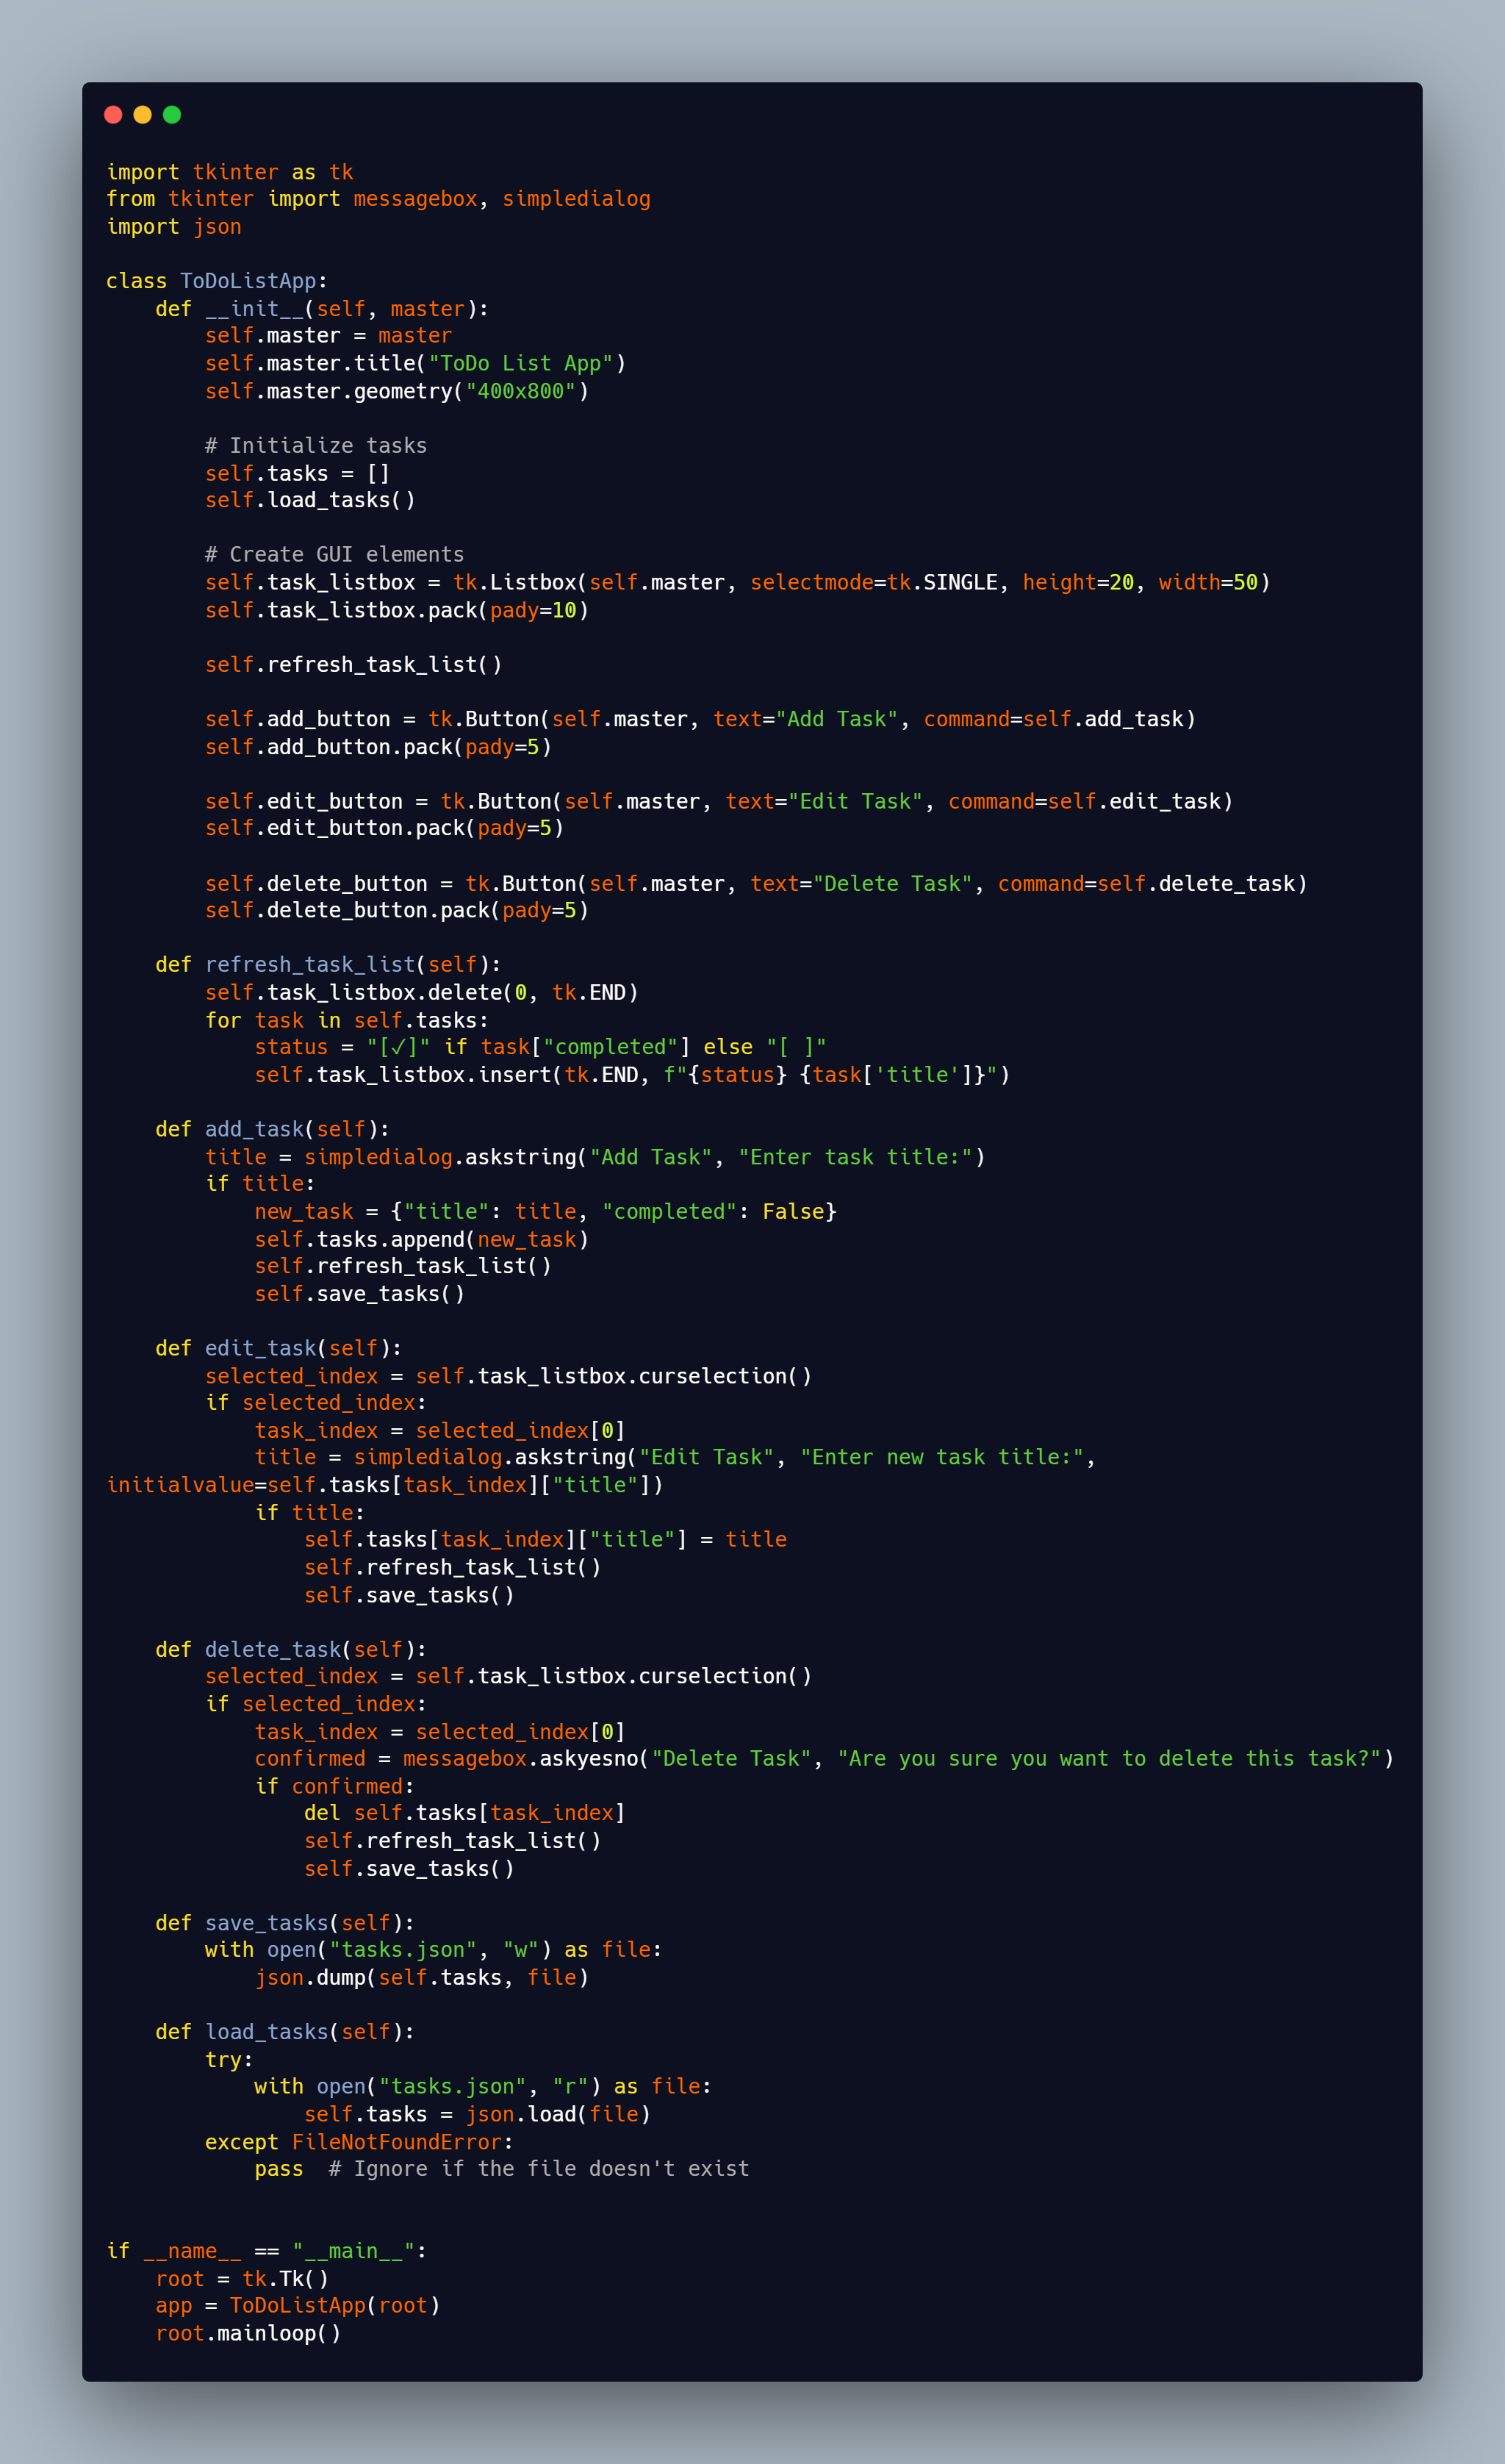 import tkinter as tk
from tkinter import messagebox, simpledialog
import json

class ToDoListApp:
    def __init__(self, master):
        self.master = master
        self.master.title("ToDo List App")
        self.master.geometry("400x800")

        # Initialize tasks
        self.tasks = []
        self.load_tasks()

        # Create GUI elements
        self.task_listbox = tk.Listbox(self.master, selectmode=tk.SINGLE, height=20, width=50)
        self.task_listbox.pack(pady=10)

        self.refresh_task_list()

        self.add_button = tk.Button(self.master, text="Add Task", command=self.add_task)
        self.add_button.pack(pady=5)

        self.edit_button = tk.Button(self.master, text="Edit Task", command=self.edit_task)
        self.edit_button.pack(pady=5)

        self.delete_button = tk.Button(self.master, text="Delete Task", command=self.delete_task)
        self.delete_button.pack(pady=5)

    def refresh_task_list(self):
        self.task_listbox.delete(0, tk.END)
        for task in self.tasks:
            status = "[✓]" if task["completed"] else "[ ]"
            self.task_listbox.insert(tk.END, f"{status} {task['title']}")

    def add_task(self):
        title = simpledialog.askstring("Add Task", "Enter task title:")
        if title:
            new_task = {"title": title, "completed": False}
            self.tasks.append(new_task)
            self.refresh_task_list()
            self.save_tasks()

    def edit_task(self):
        selected_index = self.task_listbox.curselection()
        if selected_index:
            task_index = selected_index[0]
            title = simpledialog.askstring("Edit Task", "Enter new task title:",
initialvalue=self.tasks[task_index]["title"])
            if title:
                self.tasks[task_index]["title"] = title
                self.refresh_task_list()
                self.save_tasks()

    def delete_task(self):
        selected_index = self.task_listbox.curselection()
        if selected_index:
            task_index = selected_index[0]
            confirmed = messagebox.askyesno("Delete Task", "Are you sure you want to delete this task?")
            if confirmed:
                del self.tasks[task_index]
                self.refresh_task_list()
                self.save_tasks()

    def save_tasks(self):
        with open("tasks.json", "w") as file:
            json.dump(self.tasks, file)

    def load_tasks(self):
        try:
            with open("tasks.json", "r") as file:
                self.tasks = json.load(file)
        except FileNotFoundError:
            pass  # Ignore if the file doesn't exist


if __name__ == "__main__":
    root = tk.Tk()
    app = ToDoListApp(root)
    root.mainloop()